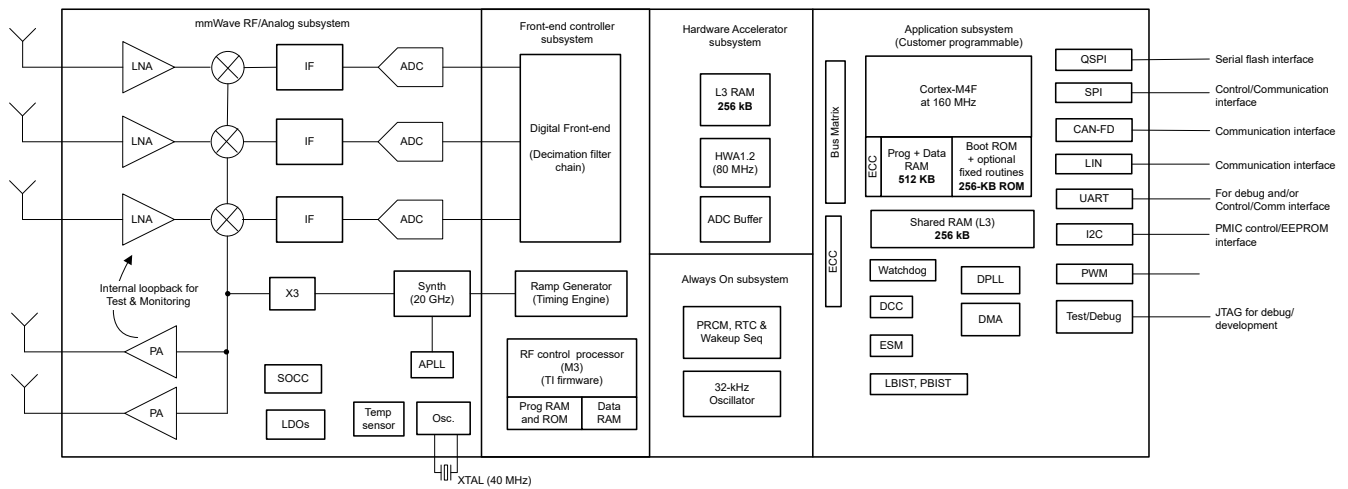 mmWave RF/Analog subsystem
LNA
IF
ADC
LNA
IF
ADC
LNA
IF
ADC
Internal loopback for
Test & Monitoring
X3
Synth
(20 GHz)
PA
APLL
SOCC
PA
LDOs
Temp
sensor
Osc.
XTAL (40 MHz)
Front-end controller
subsystem
Digital Front-end
(Decimation filter
chain)
Ramp Generator
(Timing Engine)
RF control processor
(M3)
(TI firmware)
Prog RAM
and ROM
Data
RAM
Hardware Accelerator
subsystem
L3 RAM
256 kB
HWA1.2
(80 MHz)
ADC Buffer
Always On subsystem
PRCM, RTC &
Wakeup Seq
32-kHz
Oscillator
Application subsystem
(Customer programmable)
Bus Matrix
Cortex-M4F
at 160 MHz
ECC
Prog + Data
RAM
512 KB
Boot ROM
+ optional
fixed routines
256-KB ROM
ECC
Shared RAM (L3)
256 kB
Watchdog
DPLL
DCC
DMA
ESM
LBIST, PBIST
QSPI
Serial flash interface
SPI
Control/Communication
interface
CAN-FD
Communication interface
LIN
Communication interface
UART
For debug and/or
Control/Comm interface
I2C
PMIC control/EEPROM
interface
PWM
Test/Debug
JTAG for debug/
development